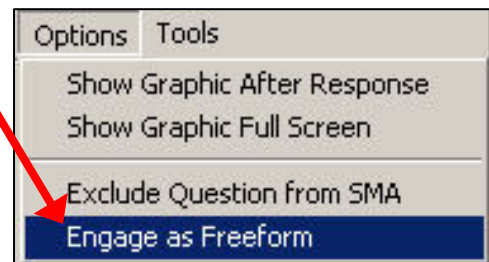 Options Tools
Show Graphic After Response
Show Graphic Full Screen
Exclude Question from SMA
Engage as Freeform